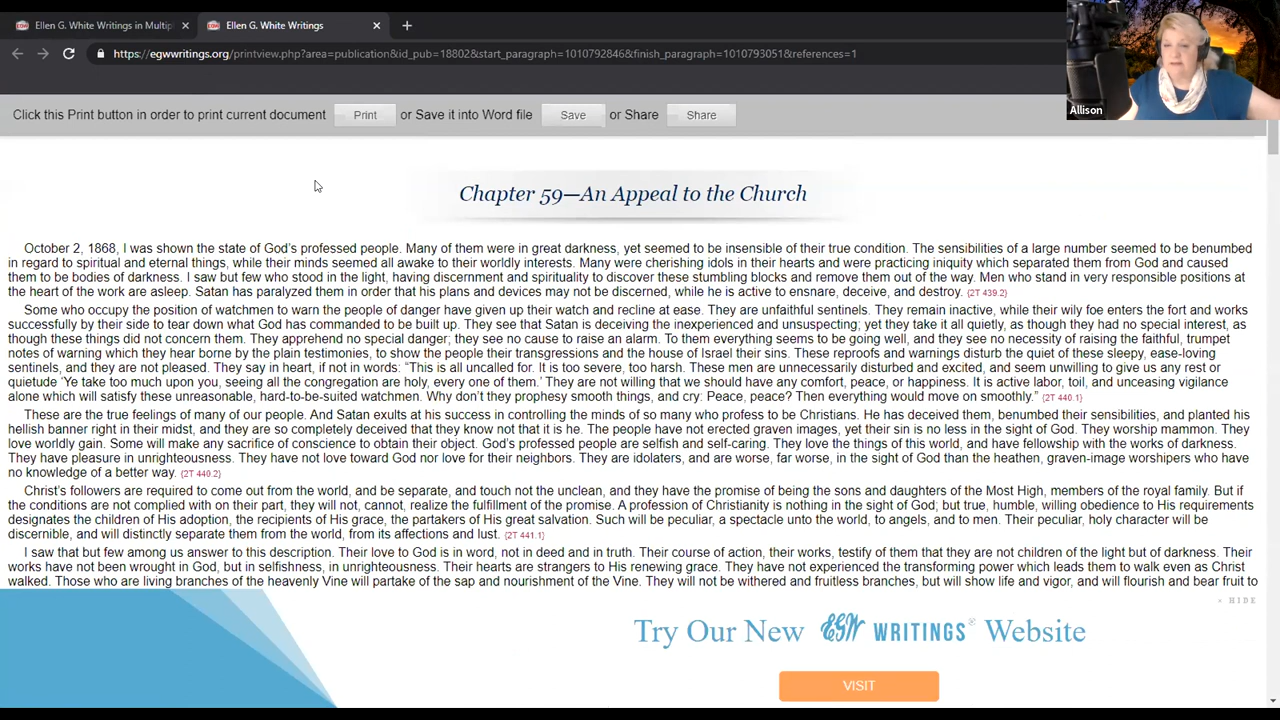 Ellen G. White Writings in Multip
Ellen G. White Writings
https://egwwritings.org/printview.php?area=publication&id_pub=18802&start_paragraph=1010792846&finish_paragraph=1010793051&references=1
Allison
Click this Print button in order to print current document Print or Save it into Word file Save or Share Share
Chapter 59—An Appeal to the Church
October 2, 1868, I was shown the state of God's professed people. Many of them were in great darkness, yet seemed to be insensible of their true condition. The sensibilities of a large number seemed to be benumbed
in regard to spiritual and eternal things, while their minds seemed all awake to their worldly interests. Many were cherishing idols in their hearts and were practicing iniquity which separated them from God and caused
them to be bodies of darkness. I saw but few who stood in the light, having discernment and spirituality to discover these stumbling blocks and remove them out of the way. Men who stand in very responsible positions at
the heart of the work are asleep. Satan has paralyzed them in order that his plans and devices may not be discerned, while he is active to ensnare, deceive, and destroy. {2T 439.2}
Some who occupy the position of watchmen to warn the people of danger have given up their watch and recline at ease. They are unfaithful sentinels. They remain inactive, while their wily foe enters the fort and works
successfully by their side to tear down what God has commanded to be built up. They see that Satan is deceiving the inexperienced and unsuspecting; yet they take it all quietly, as though they had no special interest, as
though these things did not concern them. They apprehend no special danger; they see no cause to raise an alarm. To them everything seems to be going well, and they see no necessity of raising the faithful, trumpet
notes of warning which they hear borne by the plain testimonies, to show the people their transgressions and the house of Israel their sins. These reproofs and warnings disturb the quiet of these sleepy, ease-loving
sentinels, and they are not pleased. They say in heart, if not in words: “This is all uncalled for. It is too severe, too harsh. These men are unnecessarily disturbed and excited, and seem unwilling to give us any rest or
quietude ‘Ye take too much upon you, seeing all the congregation are holy, every one of them.’ They are not willing that we should have any comfort, peace, or happiness. It is active labor, toil, and unceasing vigilance
alone which will satisfy these unreasonable, hard-to-be-suited watchmen. Why don’t they prophesy smooth things, and cry: Peace, peace? Then everything would move on smoothly.” {2T 440.1}
These are the true feelings of many of our people. And Satan exults at his success in controlling the minds of so many who profess to be Christians. He has deceived them, benumbed their sensibilities, and planted his
hellish banner right in their midst, and they are so completely deceived that they know not that it is he. The people have not erected graven images, yet their sin is no less in the sight of God. They worship mammon. They
love worldly gain. Some will make any sacrifice of conscience to obtain their object. God’s professed people are selfish and self-caring. They love the things of this world, and have fellowship with the works of darkness.
They have pleasure in unrighteousness. They have not love toward God nor love for their neighbors. They are idolaters, and are worse, far worse, in the sight of God than the heathen, graven-image worshipers who have
no knowledge of a better way. {2T 440.2}
Christ’s followers are required to come out from the world, and be separate, and touch not the unclean, and they have the promise of being the sons and daughters of the Most High, members of the royal family. But if
the conditions are not complied with on their part, they will not, cannot, realize the fulfillment of the promise. A profession of Christianity is nothing in the sight of God; but true, humble, willing obedience to His requirements
designates the children of His adoption, the recipients of His grace, the partakers of His great salvation. Such will be peculiar, a spectacle unto the world, to angels, and to men. Their peculiar, holy character will be
discernible, and will distinctly separate them from the world, from its affections and lust. {2T 441.1}
I saw that but few among us answer to this description. Their love to God is in word, not in deed and in truth. Their course of action, their works, testify of them that they are not children of the light but of darkness. Their
works have not been wrought in God, but in selfishness, in unrighteousness. Their hearts are strangers to His renewing grace. They have not experienced the transforming power which leads them to walk even as Christ
walked. Those who are living branches of the heavenly Vine will partake of the sap and nourishment of the Vine. They will not be withered and fruitless branches, but will show life and vigor, and will flourish and bear fruit to
× HIDE
Try Our New EGW WRITINGS® Website
VISIT